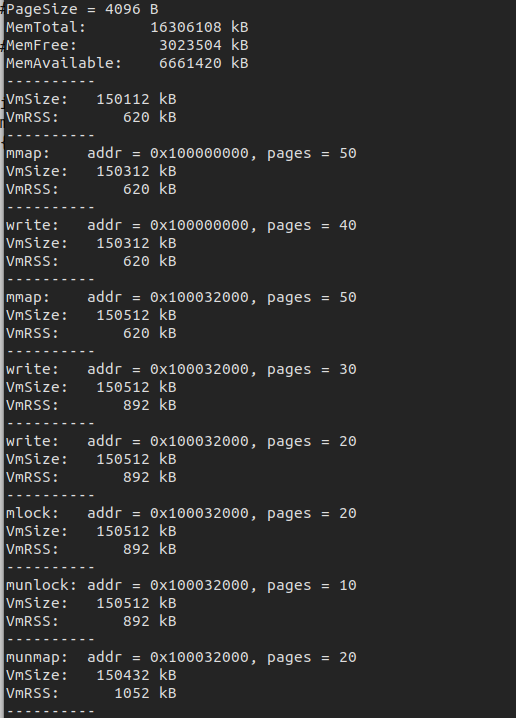 #PageSize = 4096 B
MemTotal:       16306108 kB
MemFree:         3023504 kB
MemAvailable:    6661420 kB
----------
VmSize:   150112 kB
VmRSS:       620 kB
----------
mmap:    addr = 0x100000000, pages = 50
VmSize:   150312 kB
VmRSS:       620 kB
----------
write:   addr = 0x100000000, pages = 40
VmSize:   150312 kB
VmRSS:       620 kB
----------
mmap:    addr = 0x100032000, pages = 50
VmSize:   150512 kB
VmRSS:       620 kB
----------
write:   addr = 0x100032000, pages = 30
VmSize:   150512 kB
VmRSS:       892 kB
----------
write:   addr = 0x100032000, pages = 20
VmSize:   150512 kB
VmRSS:       892 kB
----------
mlock:   addr = 0x100032000, pages = 20
VmSize:   150512 kB
VmRSS:       892 kB
----------
munlock: addr = 0x100032000, pages = 10
VmSize:   150512 kB
VmRSS:       892 kB
----------
munmap:  addr = 0x100032000, pages = 20
VmSize:   150432 kB
VmRSS:      1052 kB
----------